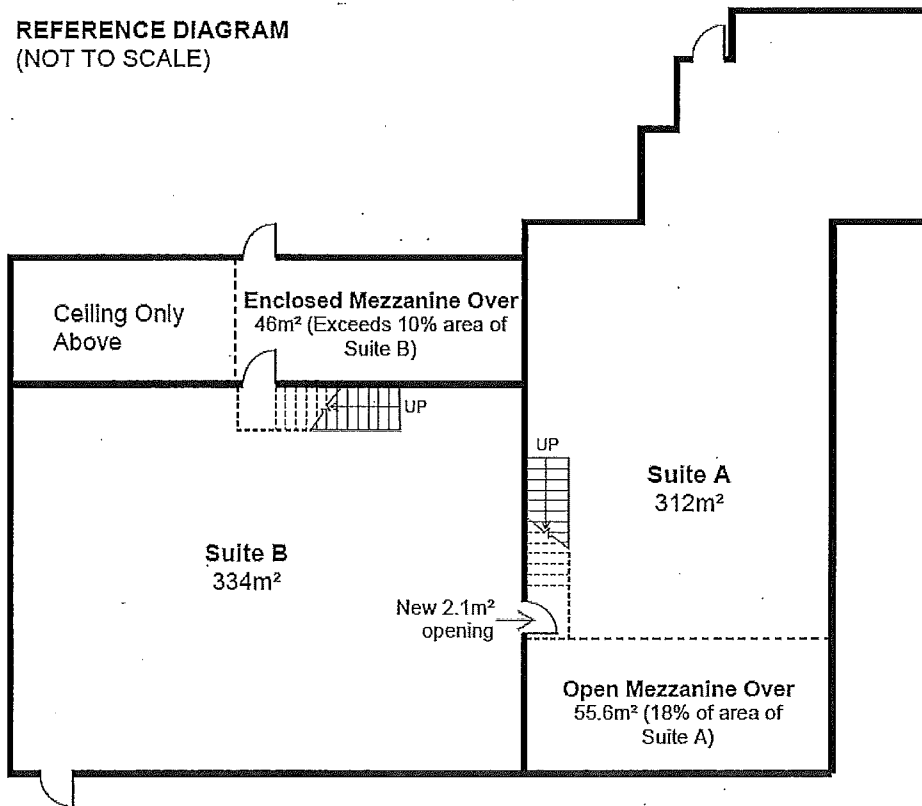 REFERENCE DIAGRAM
(NOT TO SCALE)
Ceiling Only
Above
Enclosed Mezzanine Over
46m² (Exceeds 10% area of
Suite B)
UP
UP
Suite A
312m²
Suite B
334m²
New 2.1m²
opening
Open Mezzanine Over
55.6m² (18% of area of
Suite A)